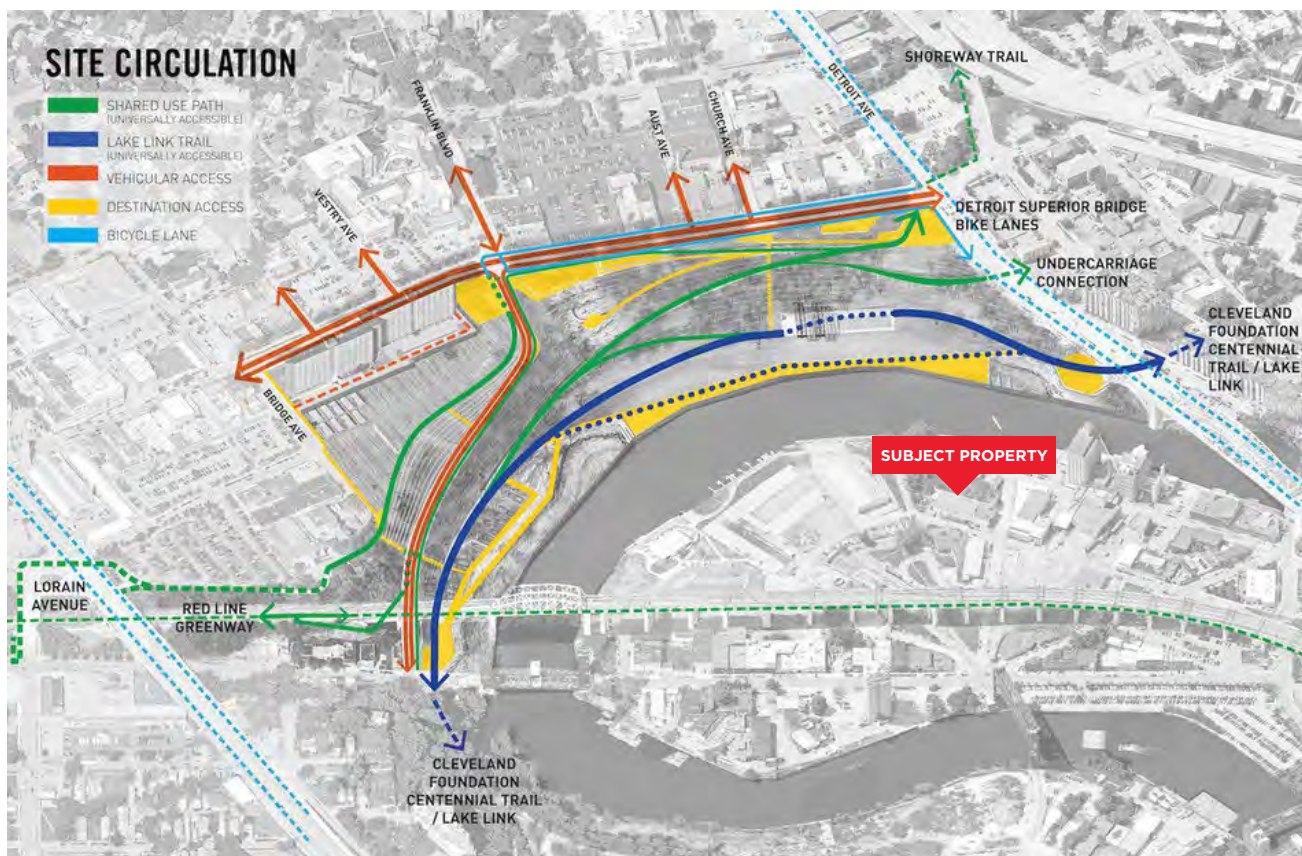 SITE CIRCULATION
SHARED USE PATH
(UNIVERSALLY ACCESSIBLE)
LAKE LINK TRAIL
(UNIVERSALLY ACCESSIBLE)
VEHICULAR ACCESS
DESTINATION ACCESS
BICYCLE LANE
FRANKLIN BLVD
VESTRY AVE
AUST AVE
CHURCH AVE
DETROIT AVE
SHOREWAY TRAIL
DETROIT SUPERIOR BRIDGE
BIKE LANES
UNDERCARRIAGE
CONNECTION
CLEVELAND
FOUNDATION
CENTENNIAL
TRAIL / LAKE
LINK
BRIDGE AVE
SUBJECT PROPERTY
LORAIN
AVENUE
RED LINE
GREENWAY
CLEVELAND
FOUNDATION
CENTENNIAL TRAIL
/ LAKE LINK